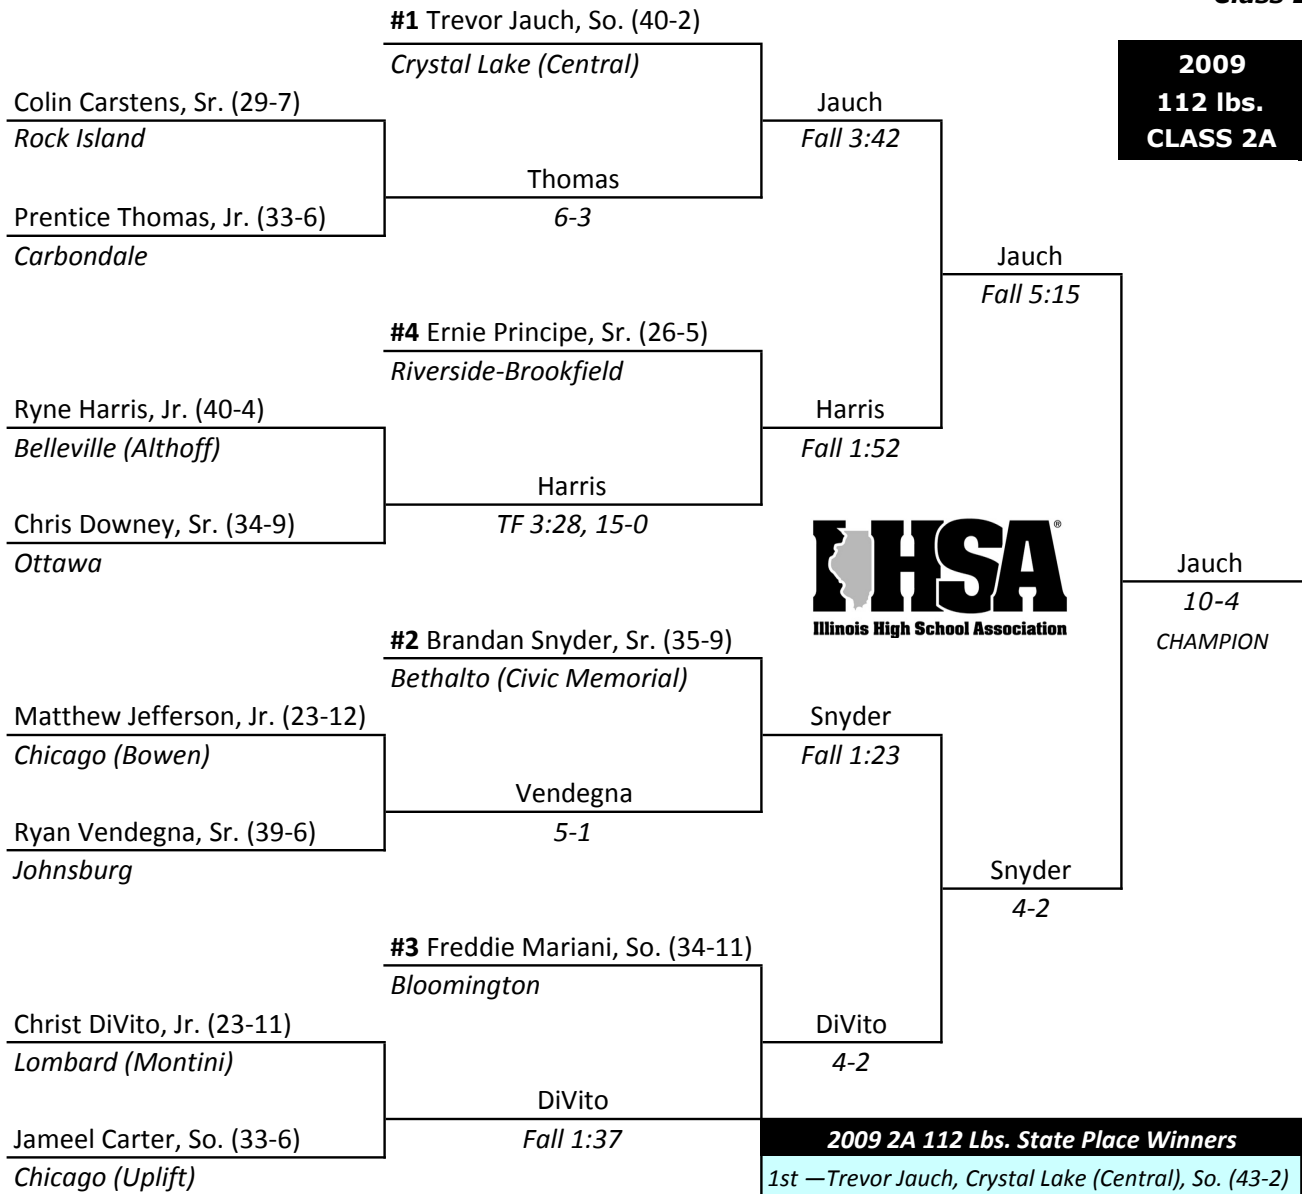 Class 2
#1 Trevor Jauch, So. (40-2)
Crystal Lake (Central)
2009
112 lbs.
CLASS 2A
Colin Carstens, Sr. (29-7)
Rock Island
Jauch
Fall 3:42
Thomas
6-3
Prentice Thomas, Jr. (33-6)
Carbondale
Jauch
Fall 5:15
#4 Ernie Principe, Sr. (26-5)
Riverside-Brookfield
Ryne Harris, Jr. (40-4)
Belleville (Althoff)
Harris
Fall 1:52
Harris
TF 3:28, 15-0
Chris Downey, Sr. (34-9)
Ottawa
IHSA®
Illinois High School Association
Jauch
10-4
CHAMPION
#2 Brandan Snyder, Sr. (35-9)
Bethalto (Civic Memorial)
Matthew Jefferson, Jr. (23-12)
Chicago (Bowen)
Snyder
Fall 1:23
Vendegna
5-1
Ryan Vendegna, Sr. (39-6)
Johnsburg
Snyder
4-2
#3 Freddie Mariani, So. (34-11)
Bloomington
Christ DiVito, Jr. (23-11)
Lombard (Montini)
DiVito
4-2
DiVito
Fall 1:37
Jameel Carter, So. (33-6)
Chicago (Uplift)
2009 2A 112 Lbs. State Place Winners
1st —Trevor Jauch, Crystal Lake (Central), So. (43-2)